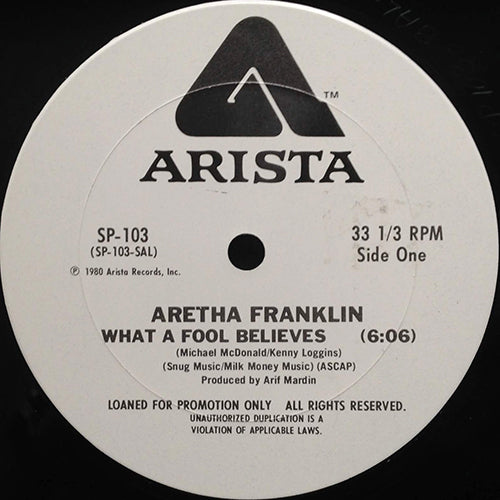 ™
ARISTA
SP-103
33 1/3 RPM
(SP-103-SAL)
Side One
℗ 1980 Arista Records, Inc.
ARETHA FRANKLIN
WHAT A FOOL BELIEVES (6:06)
(Michael McDonald/Kenny Loggins)
(Snug Music/Milk Money Music) (ASCAP)
Produced by Arif Mardin
LOANED FOR PROMOTION ONLY ALL RIGHTS RESERVED.
UNAUTHORIZED DUPLICATION IS A
VIOLATION OF APPLICABLE LAWS.